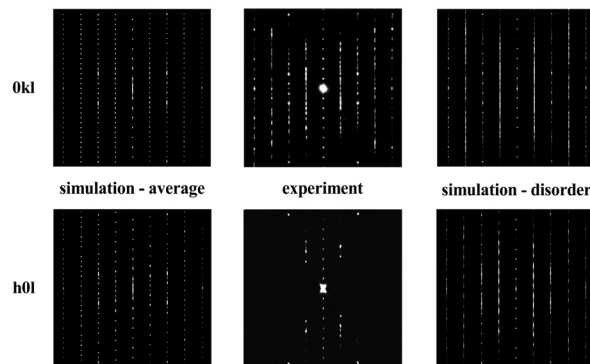 0kl
simulation - average experiment simulation - disorder
h0l